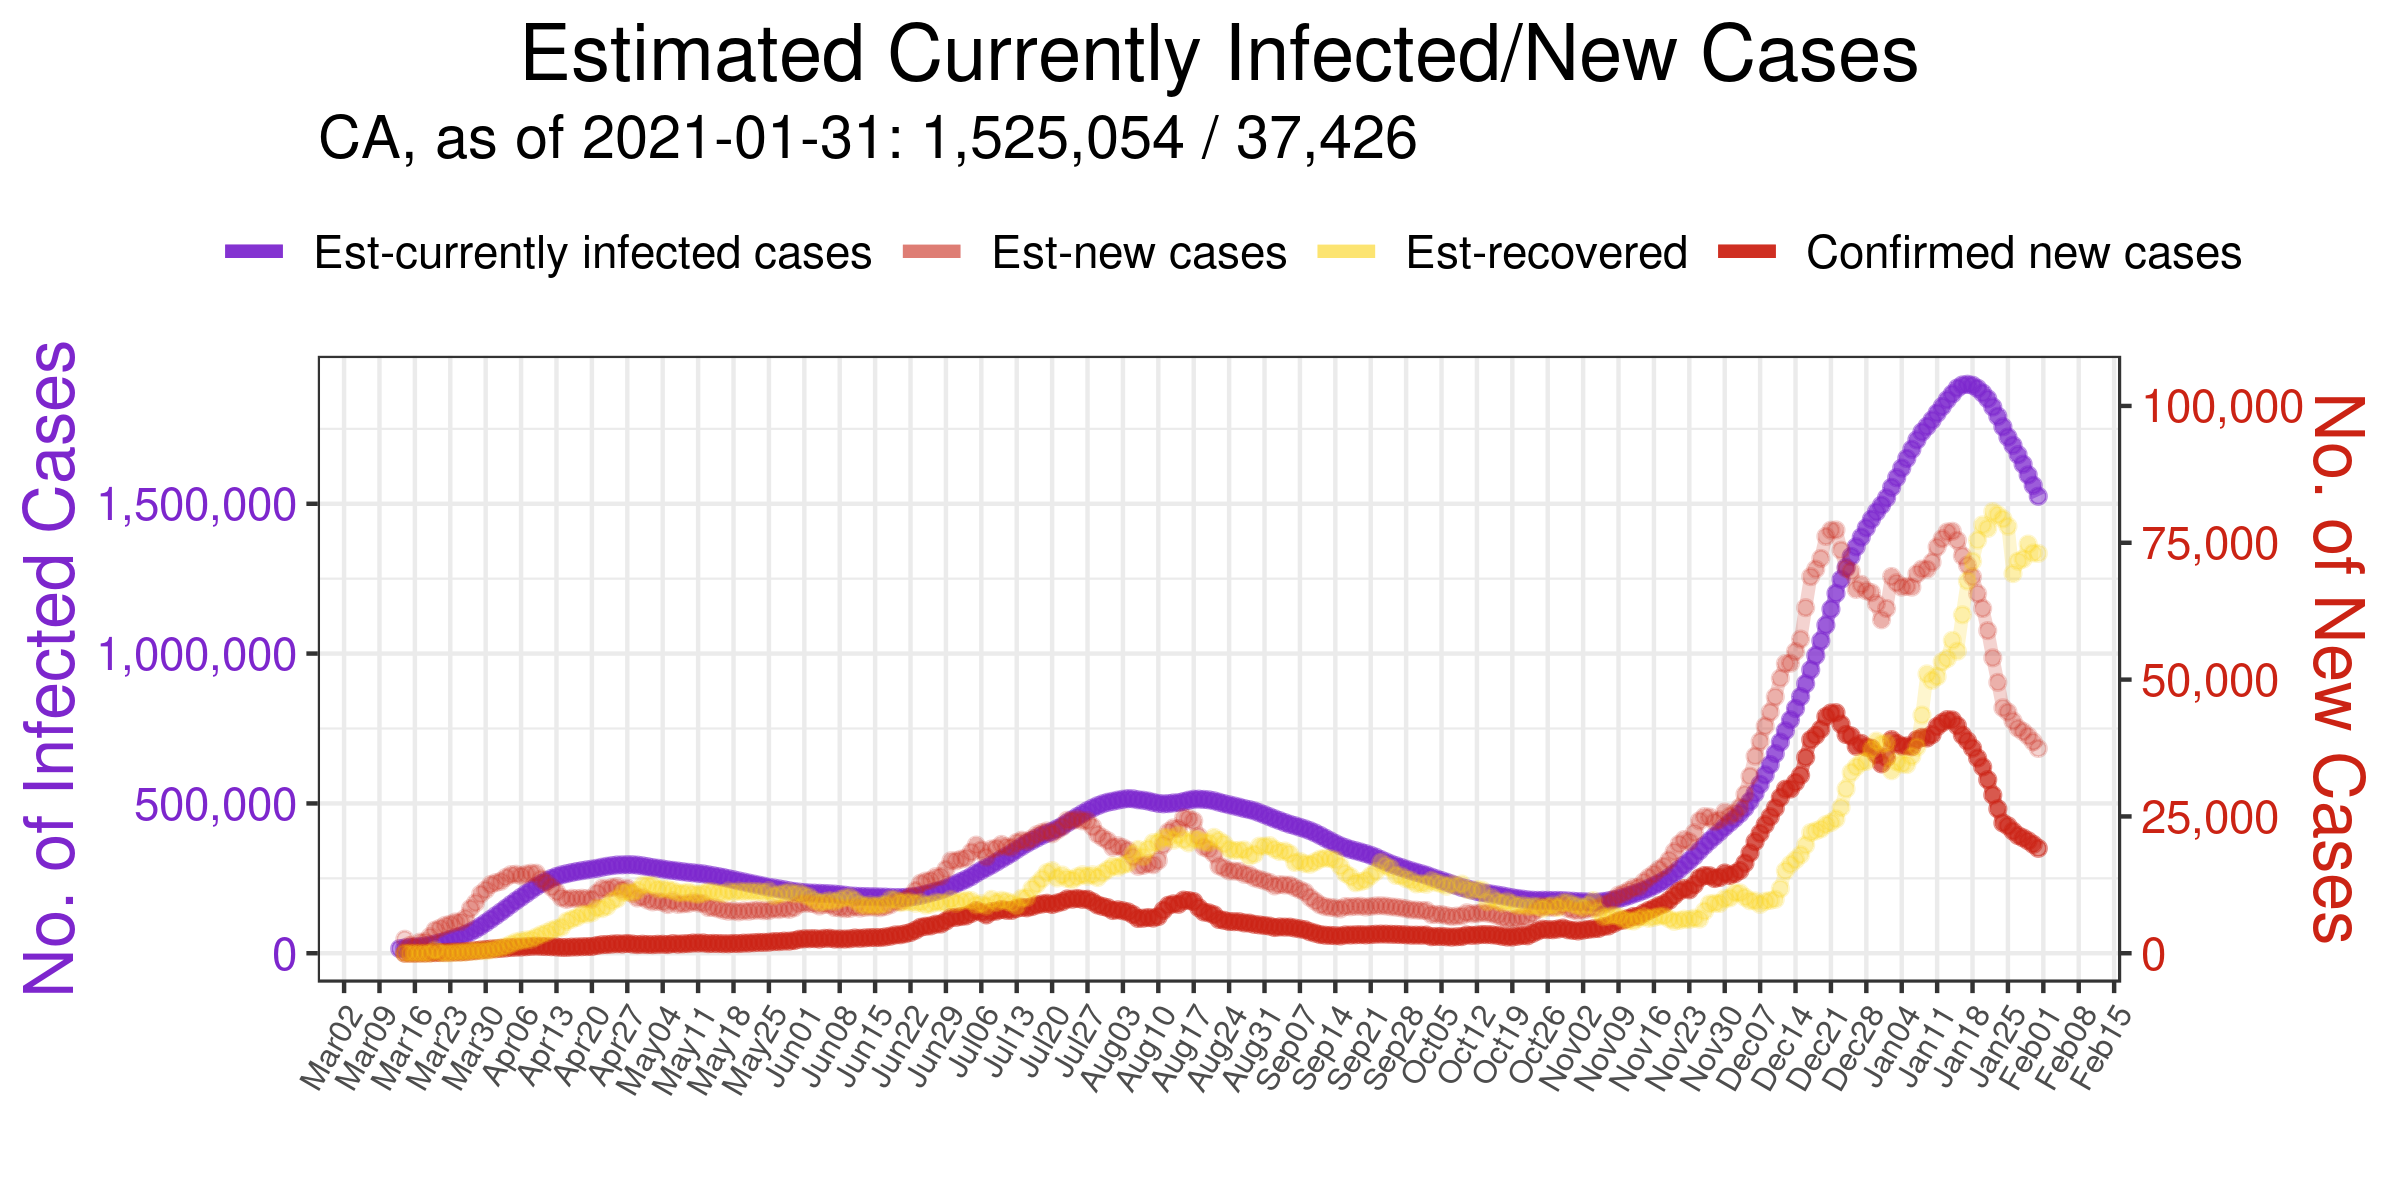 Estimated Currently Infected/New Cases
CA, as of 2021-01-31: 1,525,054 / 37,426
Est-currently infected cases Est-new cases Est-recovered Confirmed new cases
No. of Infected Cases
1,500,000
1,000,000
500,000
0
100,000
75,000
50,000
25,000
0
No. of New Cases
Mar02 Mar09 Mar16 Mar23 Mar30 Apr06 Apr13 Apr20 Apr27 May04 May11 May18 May25 Jun01 Jun08 Jun15 Jun22 Jun29 Jul06 Jul13 Jul20 Jul27 Aug03 Aug10 Aug17 Aug24 Aug31 Sep07 Sep14 Sep21 Sep28 Oct05 Oct12 Oct19 Oct26 Nov02 Nov09 Nov16 Nov23 Nov30 Dec07 Dec14 Dec21 Dec28 Jan04 Jan11 Jan18 Jan25 Feb01 Feb08 Feb15